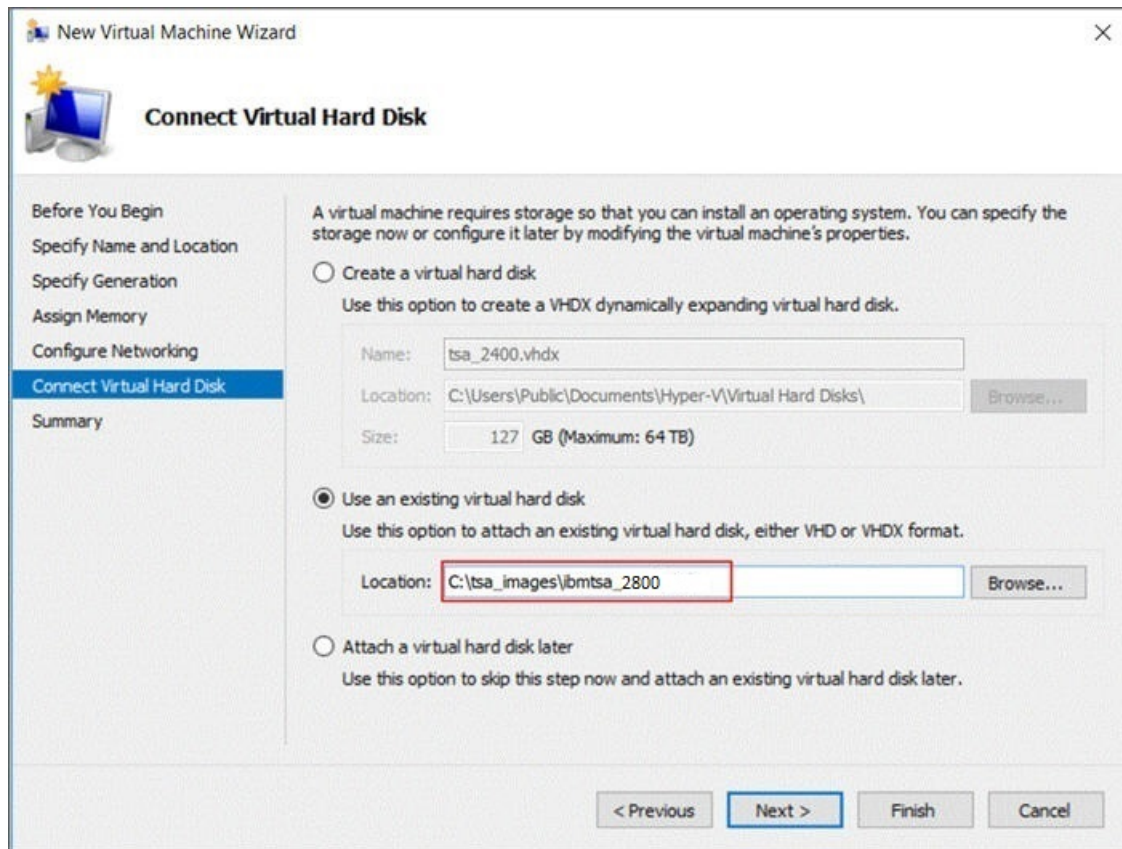 New Virtual Machine Wizard
Connect Virtual Hard Disk
Before You Begin
Specify Name and Location
Specify Generation
Assign Memory
Configure Networking
Connect Virtual Hard Disk
Summary
A virtual machine requires storage so that you can install an operating system. You can specify the
storage now or configure it later by modifying the virtual machine's properties.
Create a virtual hard disk
Use this option to create a VHDX dynamically expanding virtual hard disk.
Name: tsa_2400.vhdx
Location: C:\Users\Public\Documents\Hyper-V\Virtual Hard Disks\ Browse...
Size: 127 GB (Maximum: 64 TB)
Use an existing virtual hard disk
Use this option to attach an existing virtual hard disk, either VHD or VHDX format.
Location: C:\tsa_images\ibmtsa_2800 Browse...
Attach a virtual hard disk later
Use this option to skip this step now and attach an existing virtual hard disk later.
< Previous Next > Finish Cancel